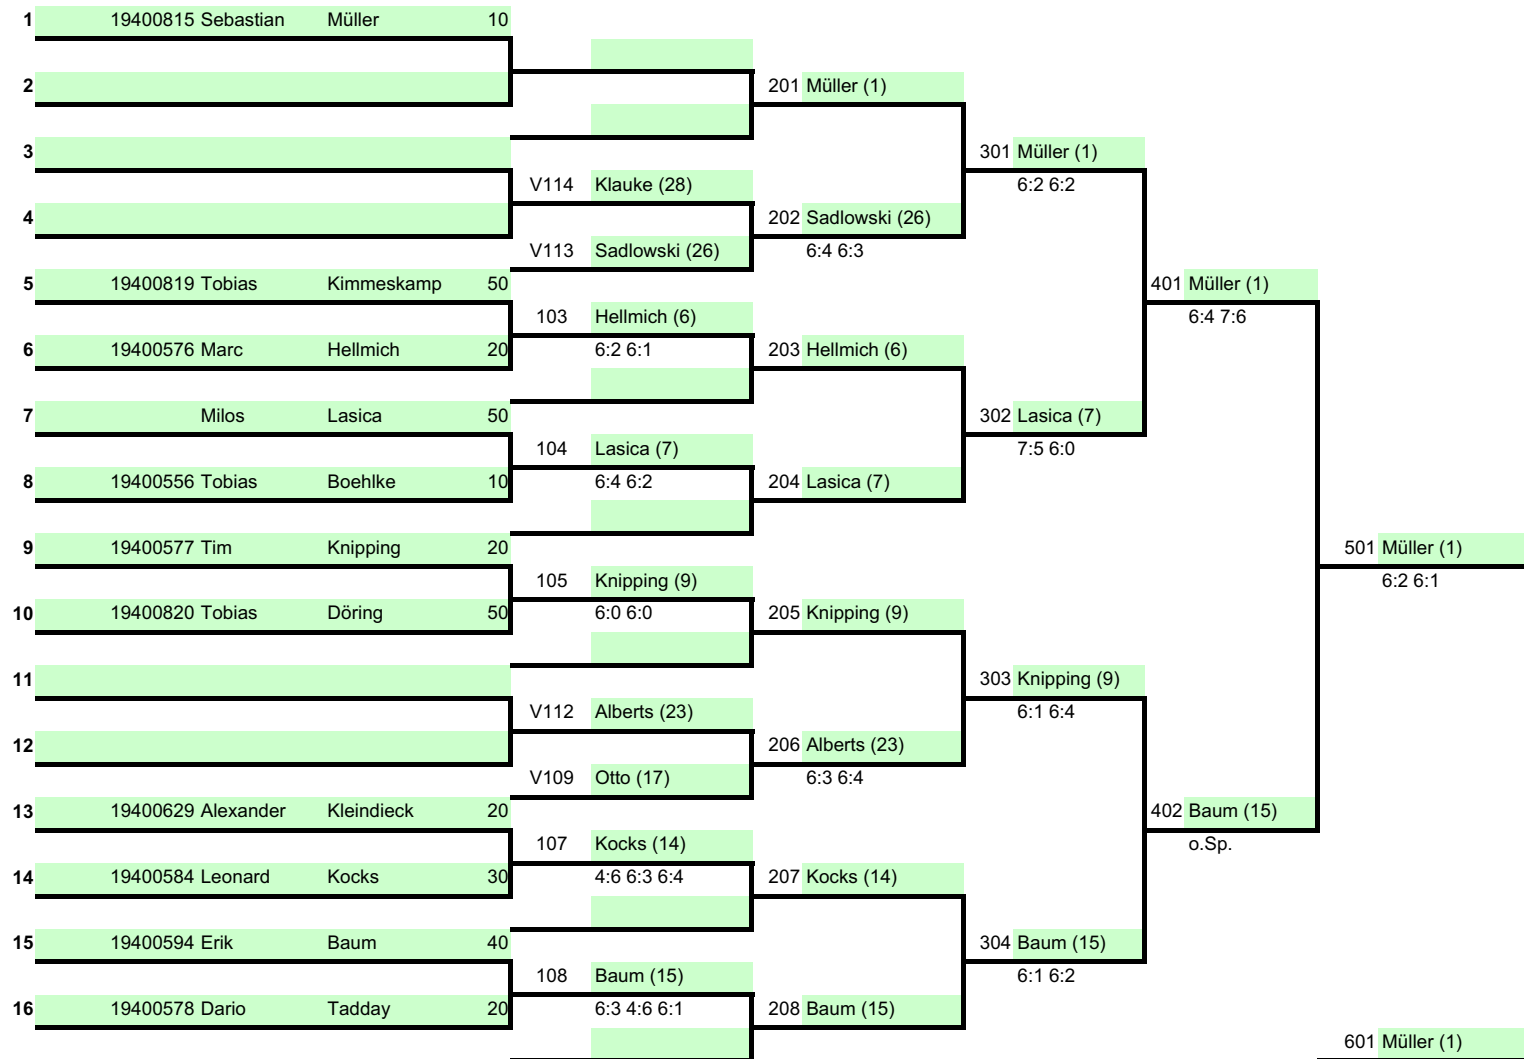 1 19400815 Sebastian Müller 10
2 201 Müller (1)
3 301 Müller (1)
V114 Klauke (28) 6:2 6:2
4 202 Sadlowski (26)
V113 Sadlowski (26) 6:4 6:3
5 19400819 Tobias Kimmeskamp 50 401 Müller (1)
103 Hellmich (6) 6:4 7:6
6 19400576 Marc Hellmich 20 6:2 6:1 203 Hellmich (6)
7 Milos Lasica 50 302 Lasica (7)
104 Lasica (7) 7:5 6:0
8 19400556 Tobias Boehlke 10 6:4 6:2 204 Lasica (7)
9 19400577 Tim Knipping 20 501 Müller (1)
105 Knipping (9) 6:2 6:1
10 19400820 Tobias Döring 50 6:0 6:0 205 Knipping (9)
11 303 Knipping (9)
V112 Alberts (23) 6:1 6:4
12 206 Alberts (23)
V109 Otto (17) 6:3 6:4
13 19400629 Alexander Kleindieck 20 402 Baum (15)
107 Kocks (14) o.Sp.
14 19400584 Leonard Kocks 30 4:6 6:3 6:4 207 Kocks (14)
15 19400594 Erik Baum 40 304 Baum (15)
108 Baum (15) 6:1 6:2
16 19400578 Dario Tadday 20 6:3 4:6 6:1 208 Baum (15)
601 Müller (1)